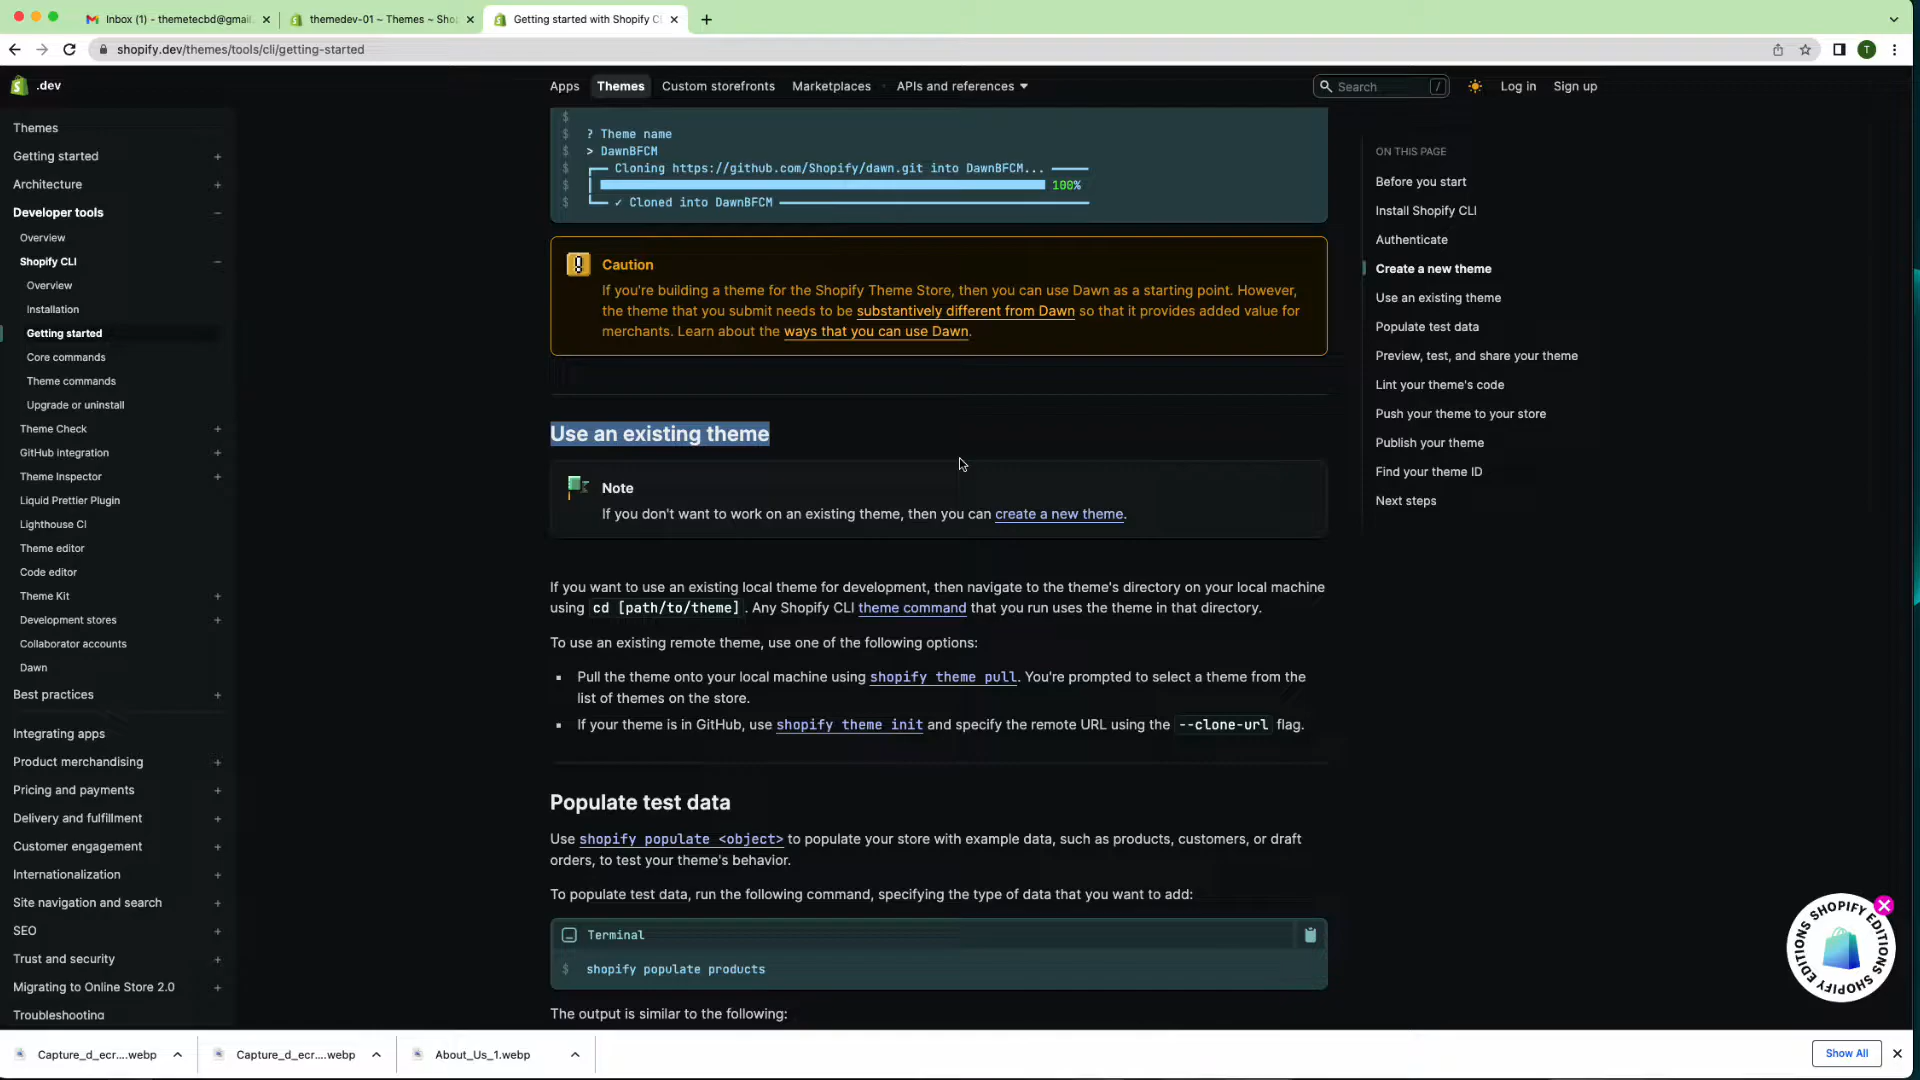 Inbox (1) - themetecbd@gmail.
themedev-01 ~ Themes ~ Sho
Getting started with Shopify C
shopify.dev/themes/tools/cli/getting-started
T
.dev
Apps
Themes
Custom storefronts
Marketplaces
APIs and references
Search
/
Log in
Sign up
Themes
Getting started +
Architecture +
Developer tools –
Overview
Shopify CLI –
Overview
Installation
Getting started
Core commands
Theme commands
Upgrade or uninstall
Theme Check +
GitHub integration +
Theme Inspector +
Liquid Prettier Plugin
Lighthouse CI
Theme editor
Code editor
Theme Kit +
Development stores +
Collaborator accounts
Dawn
Best practices +
Integrating apps
Product merchandising +
Pricing and payments +
Delivery and fulfillment +
Customer engagement +
Internationalization +
Site navigation and search +
SEO +
Trust and security +
Migrating to Online Store 2.0 +
Troubleshooting
$
$ ? Theme name
$ > DawnBFCM
$ Cloning https://github.com/Shopify/dawn.git into DawnBFCM...
$ 100%
$ ✓ Cloned into DawnBFCM
Caution
If you're building a theme for the Shopify Theme Store, then you can use Dawn as a starting point. However,
the theme that you submit needs to be substantively different from Dawn so that it provides added value for
merchants. Learn about the ways that you can use Dawn.
Use an existing theme
Note
If you don't want to work on an existing theme, then you can create a new theme.
If you want to use an existing local theme for development, then navigate to the theme's directory on your local machine
using cd [path/to/theme]. Any Shopify CLI theme command that you run uses the theme in that directory.
To use an existing remote theme, use one of the following options:
▪ Pull the theme onto your local machine using shopify theme pull. You're prompted to select a theme from the
list of themes on the store.
▪ If your theme is in GitHub, use shopify theme init and specify the remote URL using the --clone-url flag.
Populate test data
Use shopify populate <object> to populate your store with example data, such as products, customers, or draft
orders, to test your theme's behavior.
To populate test data, run the following command, specifying the type of data that you want to add:
Terminal
$ shopify populate products
The output is similar to the following:
ON THIS PAGE
Before you start
Install Shopify CLI
Authenticate
Create a new theme
Use an existing theme
Populate test data
Preview, test, and share your theme
Lint your theme's code
Push your theme to your store
Publish your theme
Find your theme ID
Next steps
SHOPIFY EDITIONS SHOPIFY EDITIONS
Capture_d_ecr....webp
Capture_d_ecr....webp
About_Us_1.webp
Show All